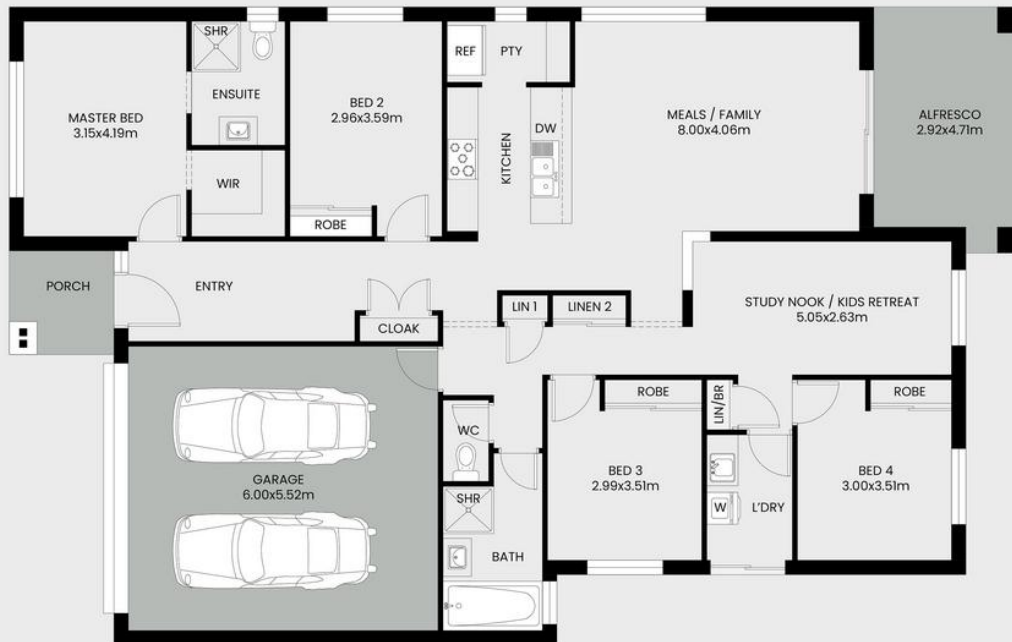 MASTER BED
3.15x4.19m
SHR
ENSUITE
WIR
BED 2
2.96x3.59m
ROBE
REF
PTY
KITCHEN
DW
MEALS / FAMILY
8.00x4.06m
ALFRESCO
2.92x4.71m
PORCH
ENTRY
CLOAK
LIN 1
LINEN 2
STUDY NOOK / KIDS RETREAT
5.05x2.63m
GARAGE
6.00x5.52m
WC
SHR
BATH
ROBE
BED 3
2.99x3.51m
LIN/BR
W
L'DRY
ROBE
BED 4
3.00x3.51m